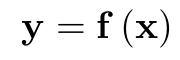 𝐲 = 𝐟 (𝐱)